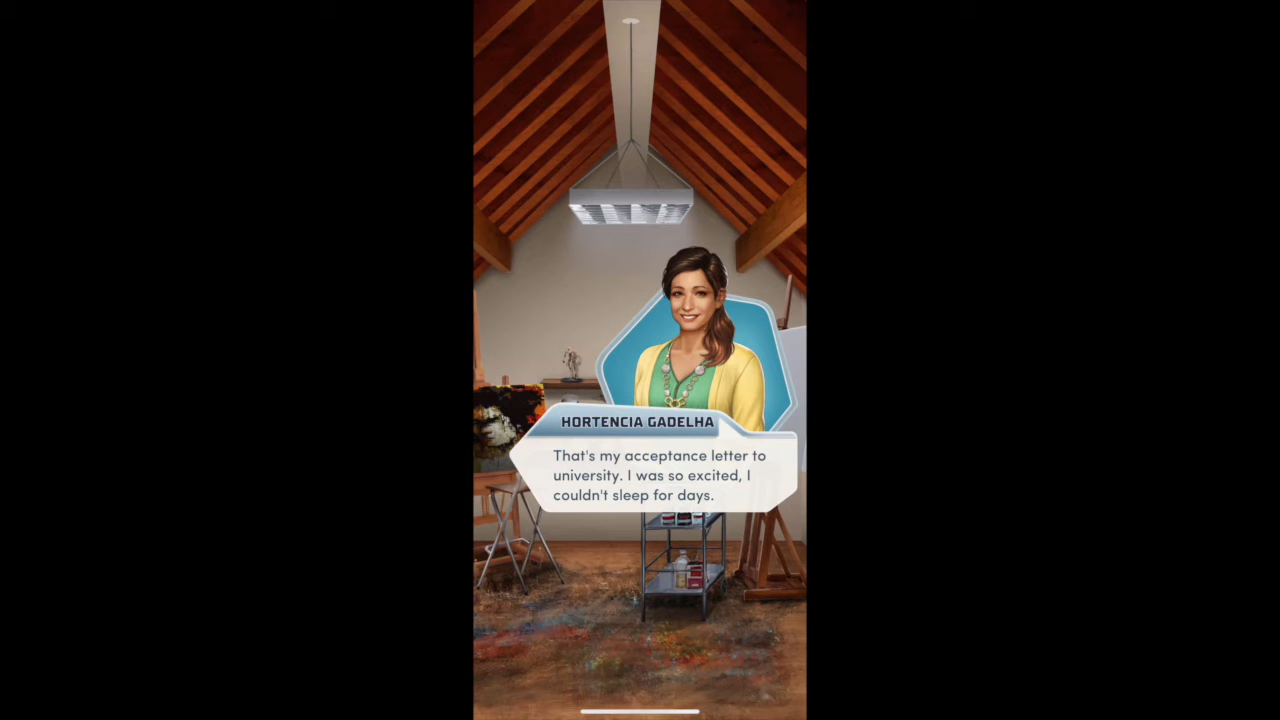 HORTENCIA GADELHA
That's my acceptance letter to
university. I was so excited, I
couldn't sleep for days.